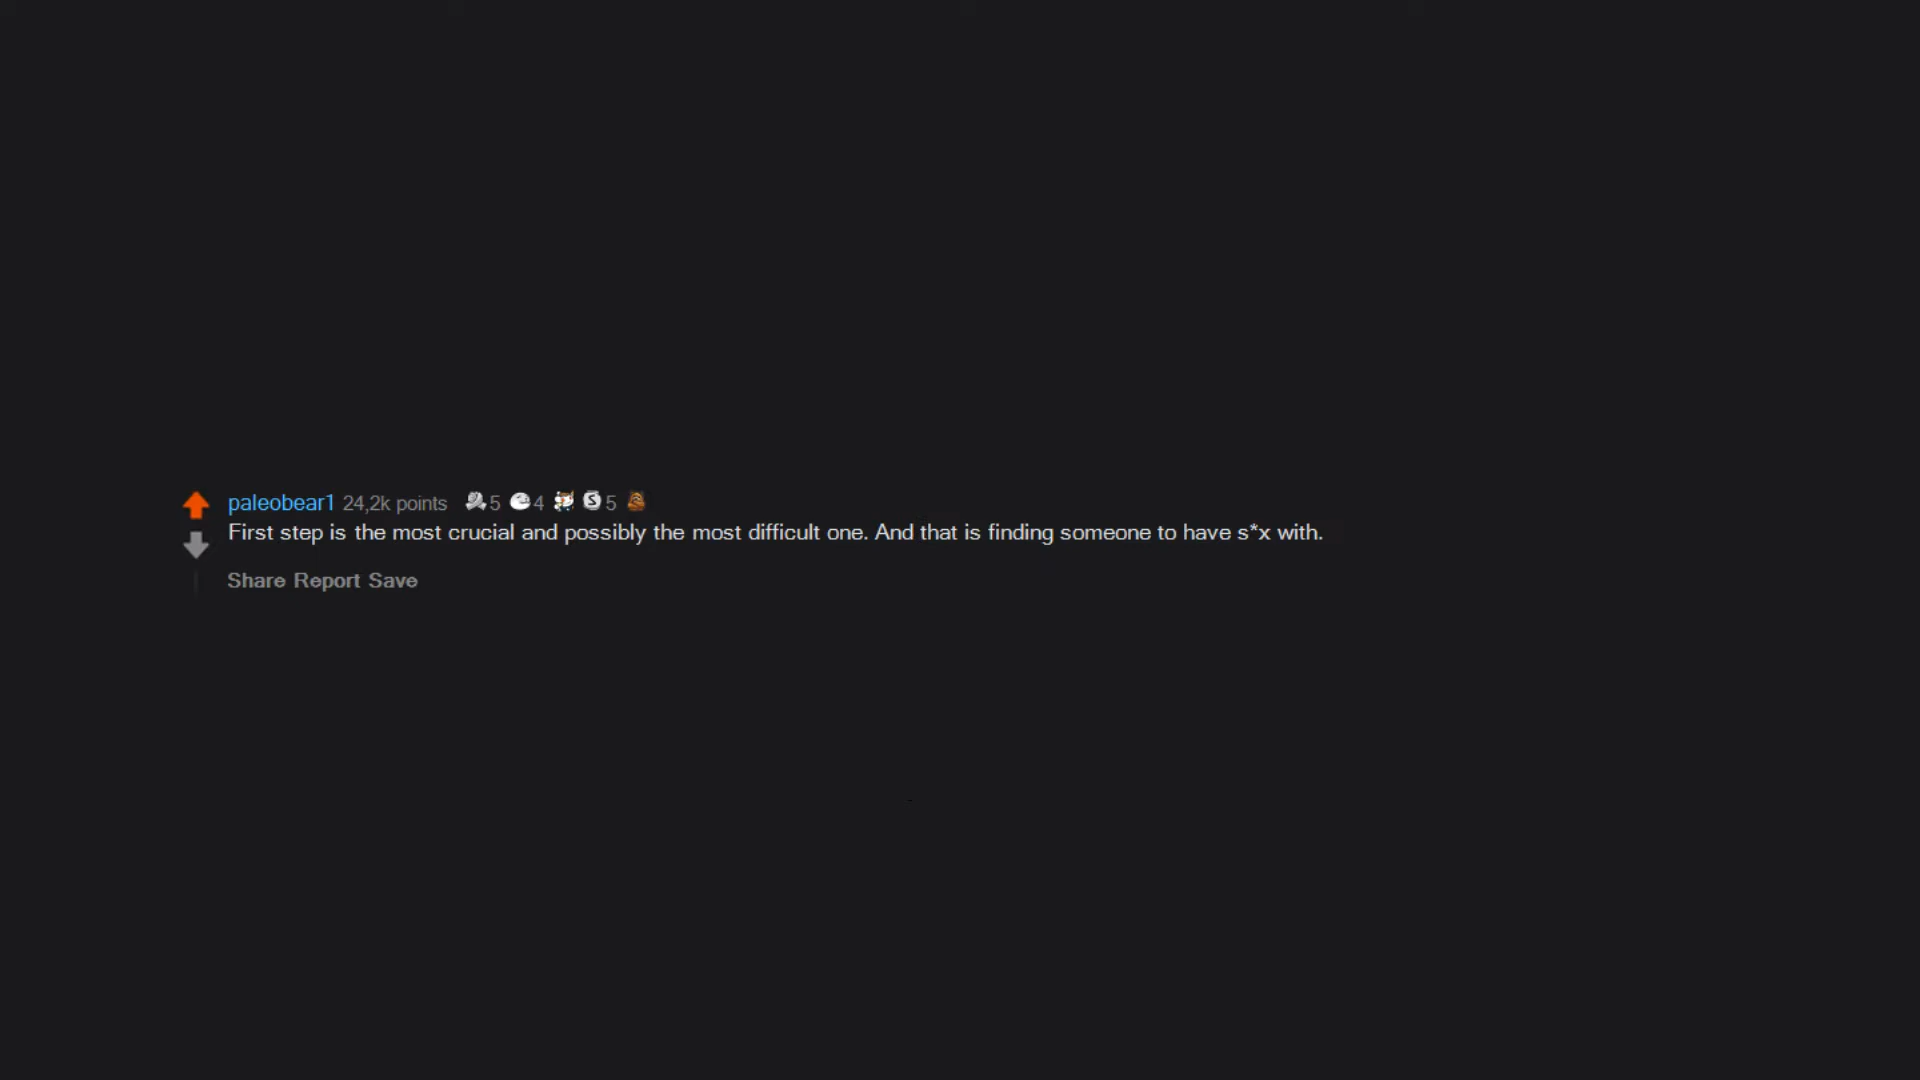 paleobear1 24,2k points 5 4 S 5
First step is the most crucial and possibly the most difficult one. And that is finding someone to have s*x with.
Share Report Save